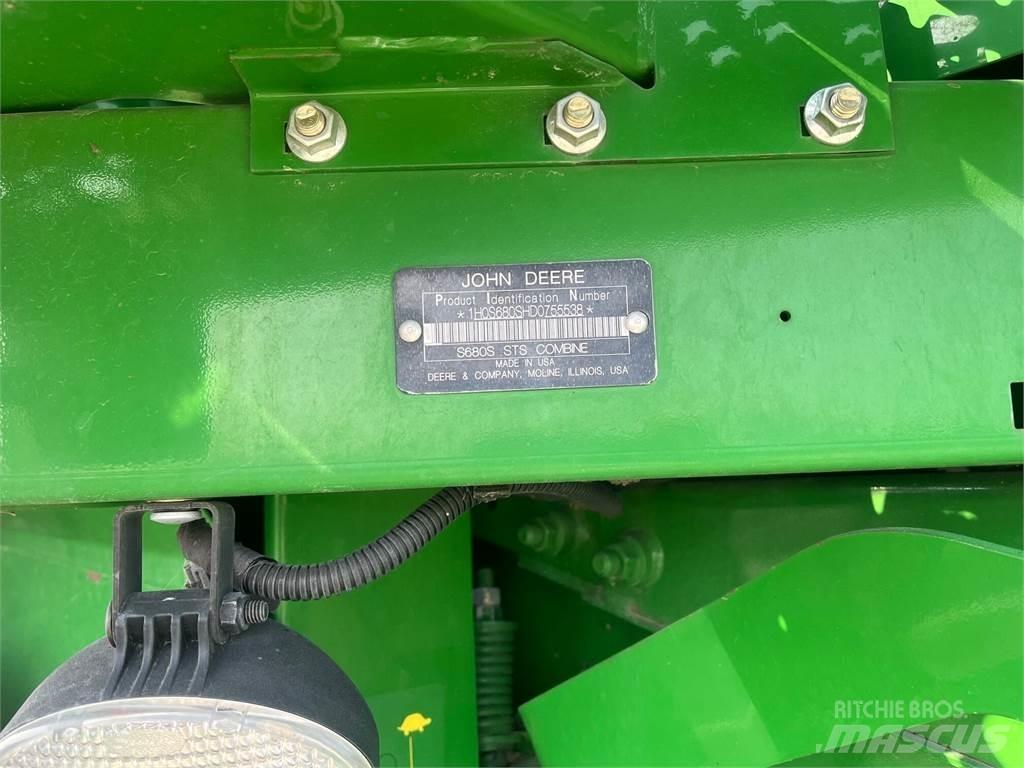 JOHN DEERE
Product Identification Number
*1H0S680SHD0755538*
S680S STS COMBINE
MADE IN USA
DEERE & COMPANY, MOLINE, ILLINOIS, USA
RITCHIE BROS.
MASCUS